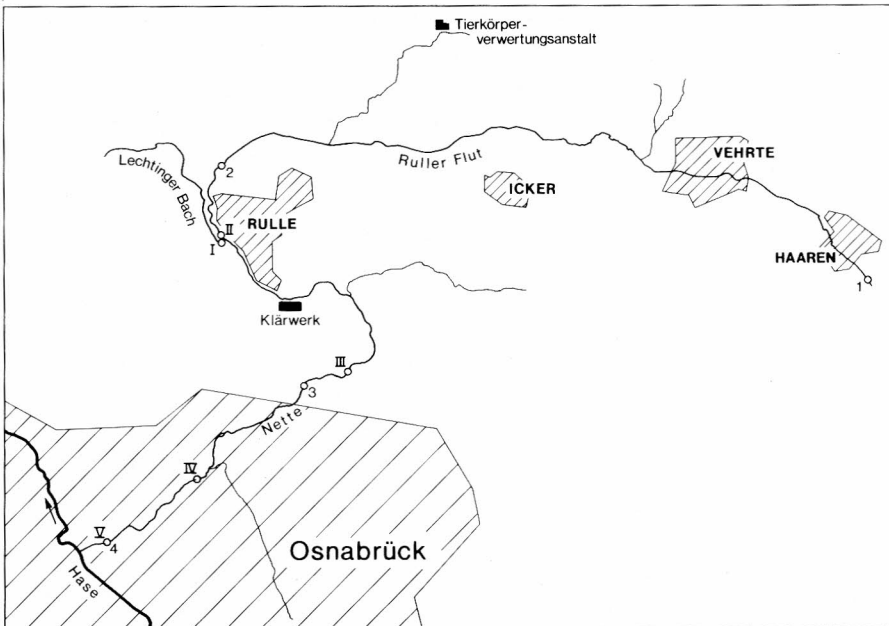 Tierkörper-
verwertungsanstalt
Lechtinger Bach
2
Ruller Flut
VEHRTE
ICKER
II
RULLE
I
HAAREN
1
Klärwerk
III
3
Nette
IV
V
4
Osnabrück
Hase